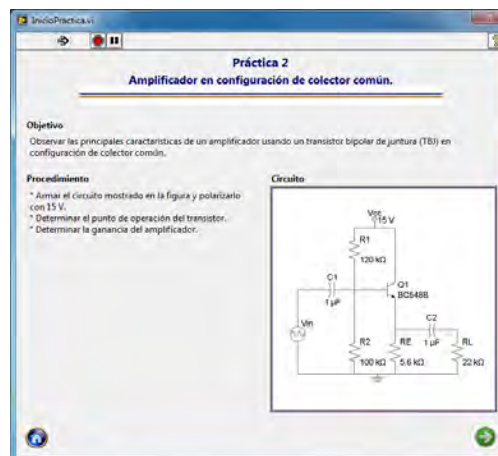 InicioPractica.vi
Práctica 2
Amplificador en configuración de colector común.
Objetivo
Observar las principales características de un amplificador usando un transistor bipolar de juntura (TBJ) en
configuración de colector común.
Procedimiento
* Armar el circuito mostrado en la figura y polarizarlo
con 15 V.
* Determinar el punto de operación del transistor.
* Determinar la ganancia del amplificador.
Circuito
Vcc
15 V
R1
120 kΩ
C1
1 µF
Q1
BC548B
Vin
C2
1 µF
R2
100 kΩ
RE
5.6 kΩ
RL
22 kΩ